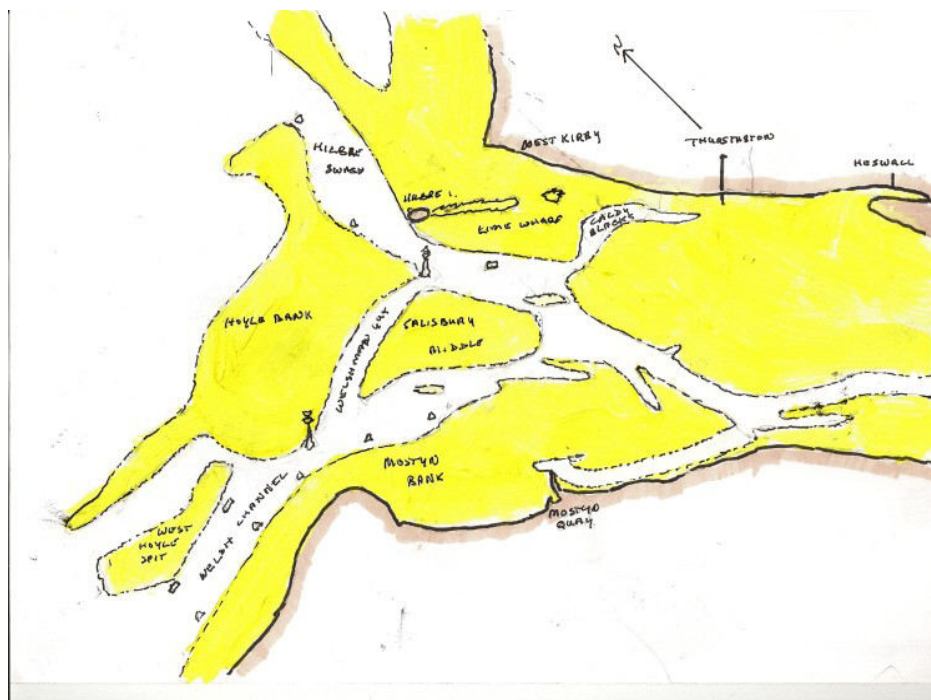 N
WEST KIRBY
THURSTASTON
HESWALL
HILBRE
SWASH
HILBRE I.
LIME WHARF
CALDY
BLACKS
HOYLE BANK
SALISBURY
MIDDLE
WELSHMAN GUT
MOSTYN
BANK
MOSTYN
QUAY.
WELSH CHANNEL
WEST
HOYLE
SPIT